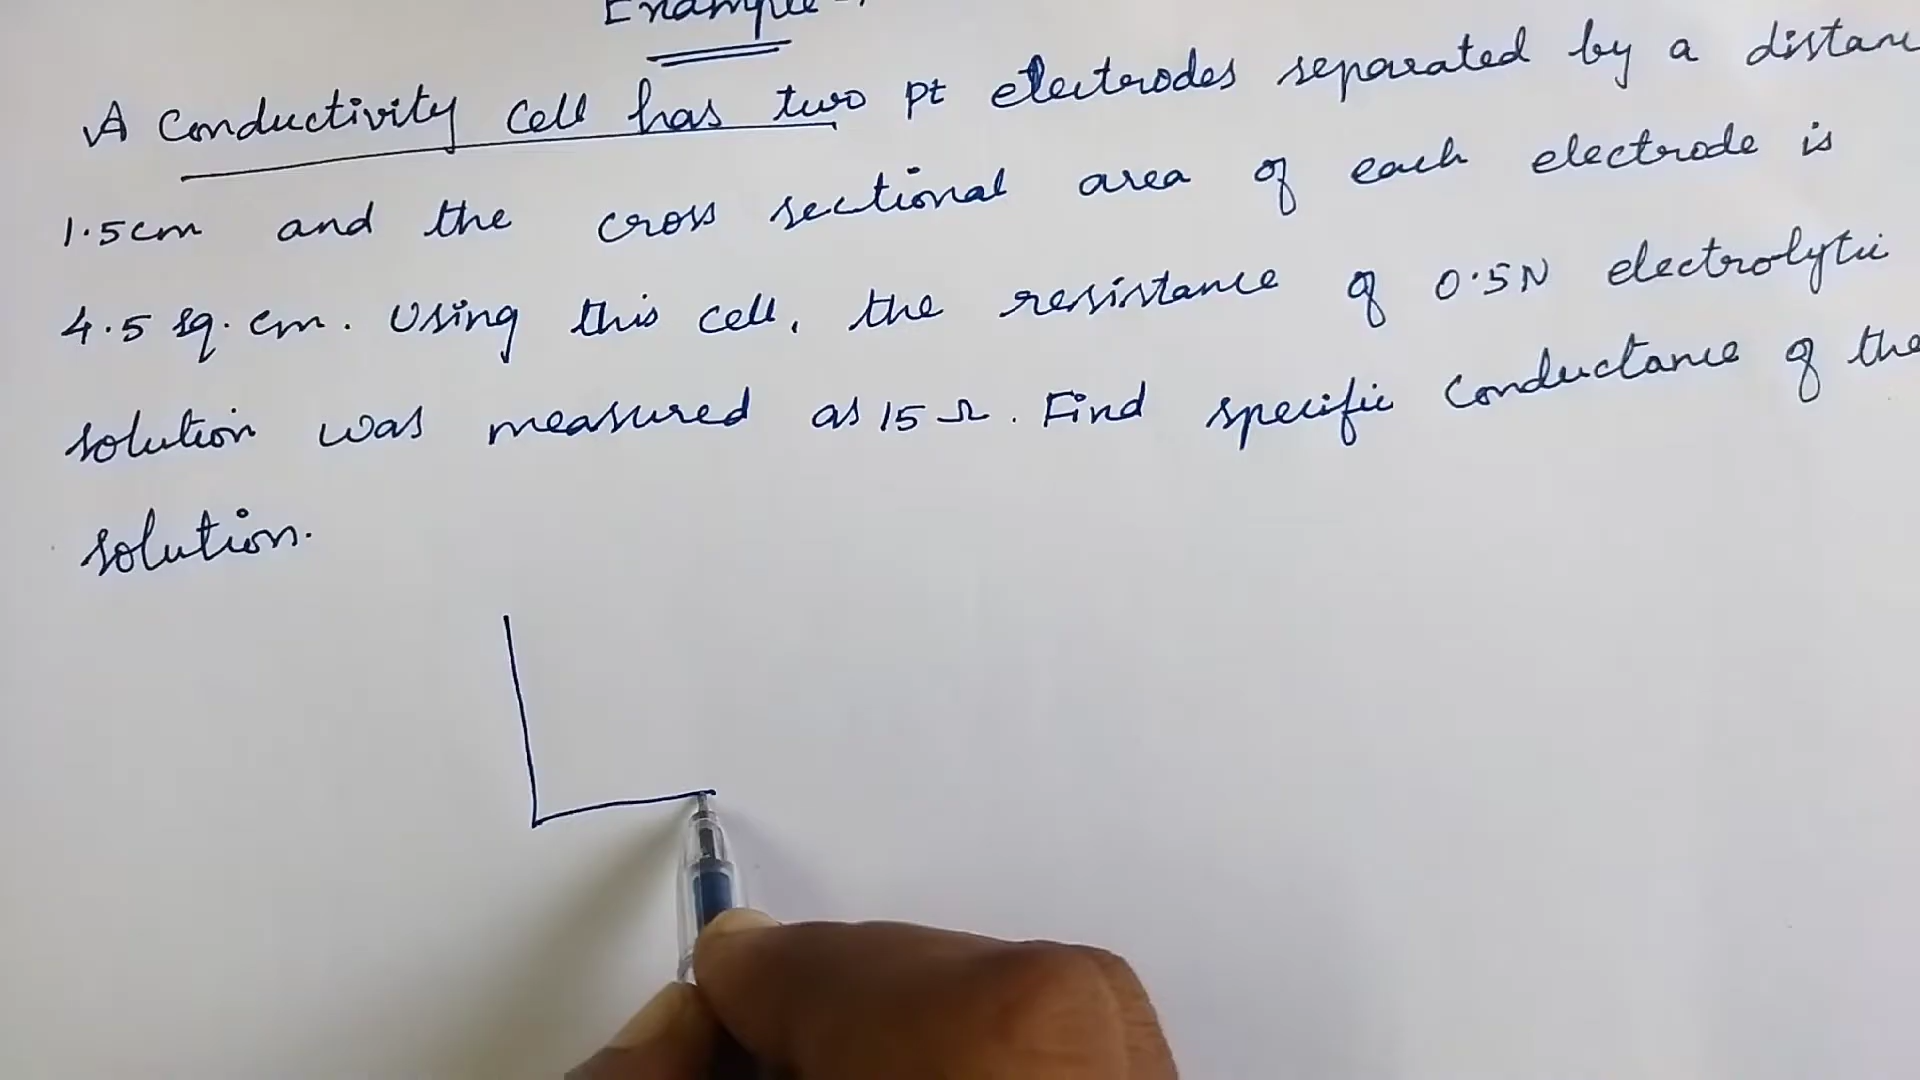 Example
A Conductivity Cell has two pt electrodes separated by a distanc
1.5cm and the cross sectional area of each electrode is
4.5 sq. cm. Using this cell, the resistance of 0.5N electrolytic
solution was measured as 15 Ω. Find specific Conductance of the
solution.